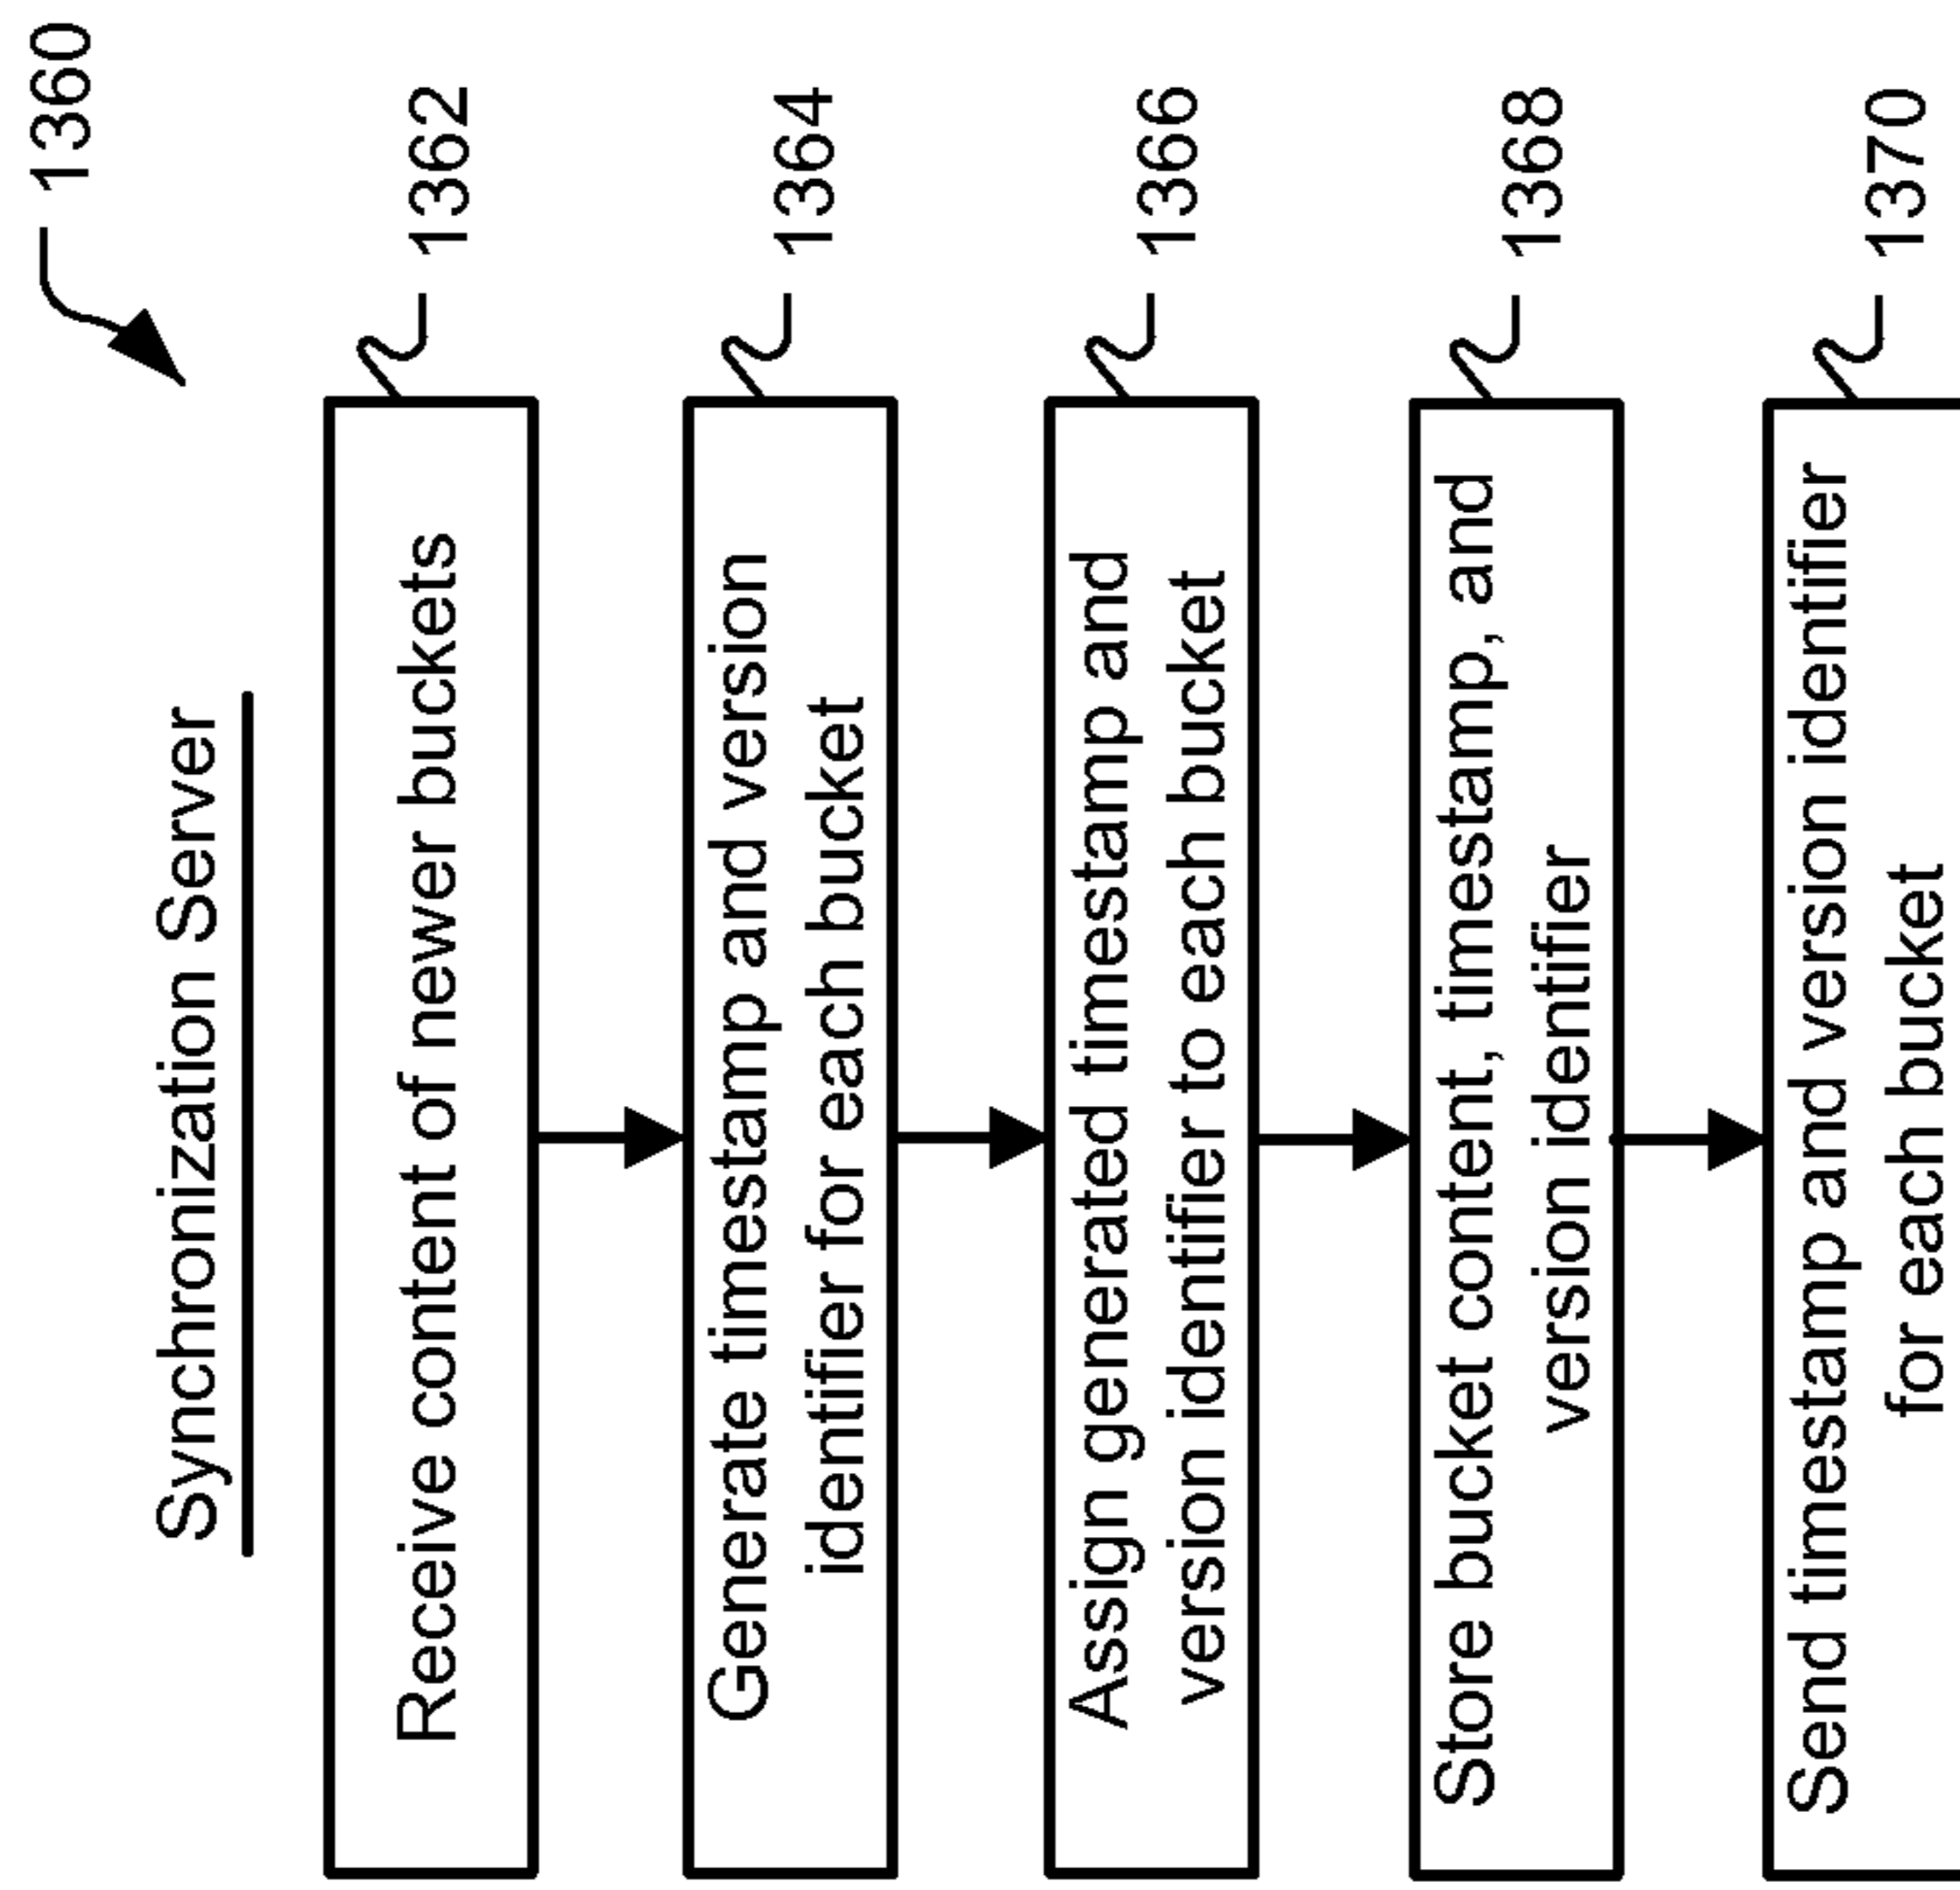 1360
Synchronization Server
Receive content of newer buckets
1362
Generate timestamp and version
identifier for each bucket
1364
Assign generated timestamp and
version identifier to each bucket
1366
Store bucket content, timestamp, and
version identifier
1368
Send timestamp and version identifier
for each bucket
1370